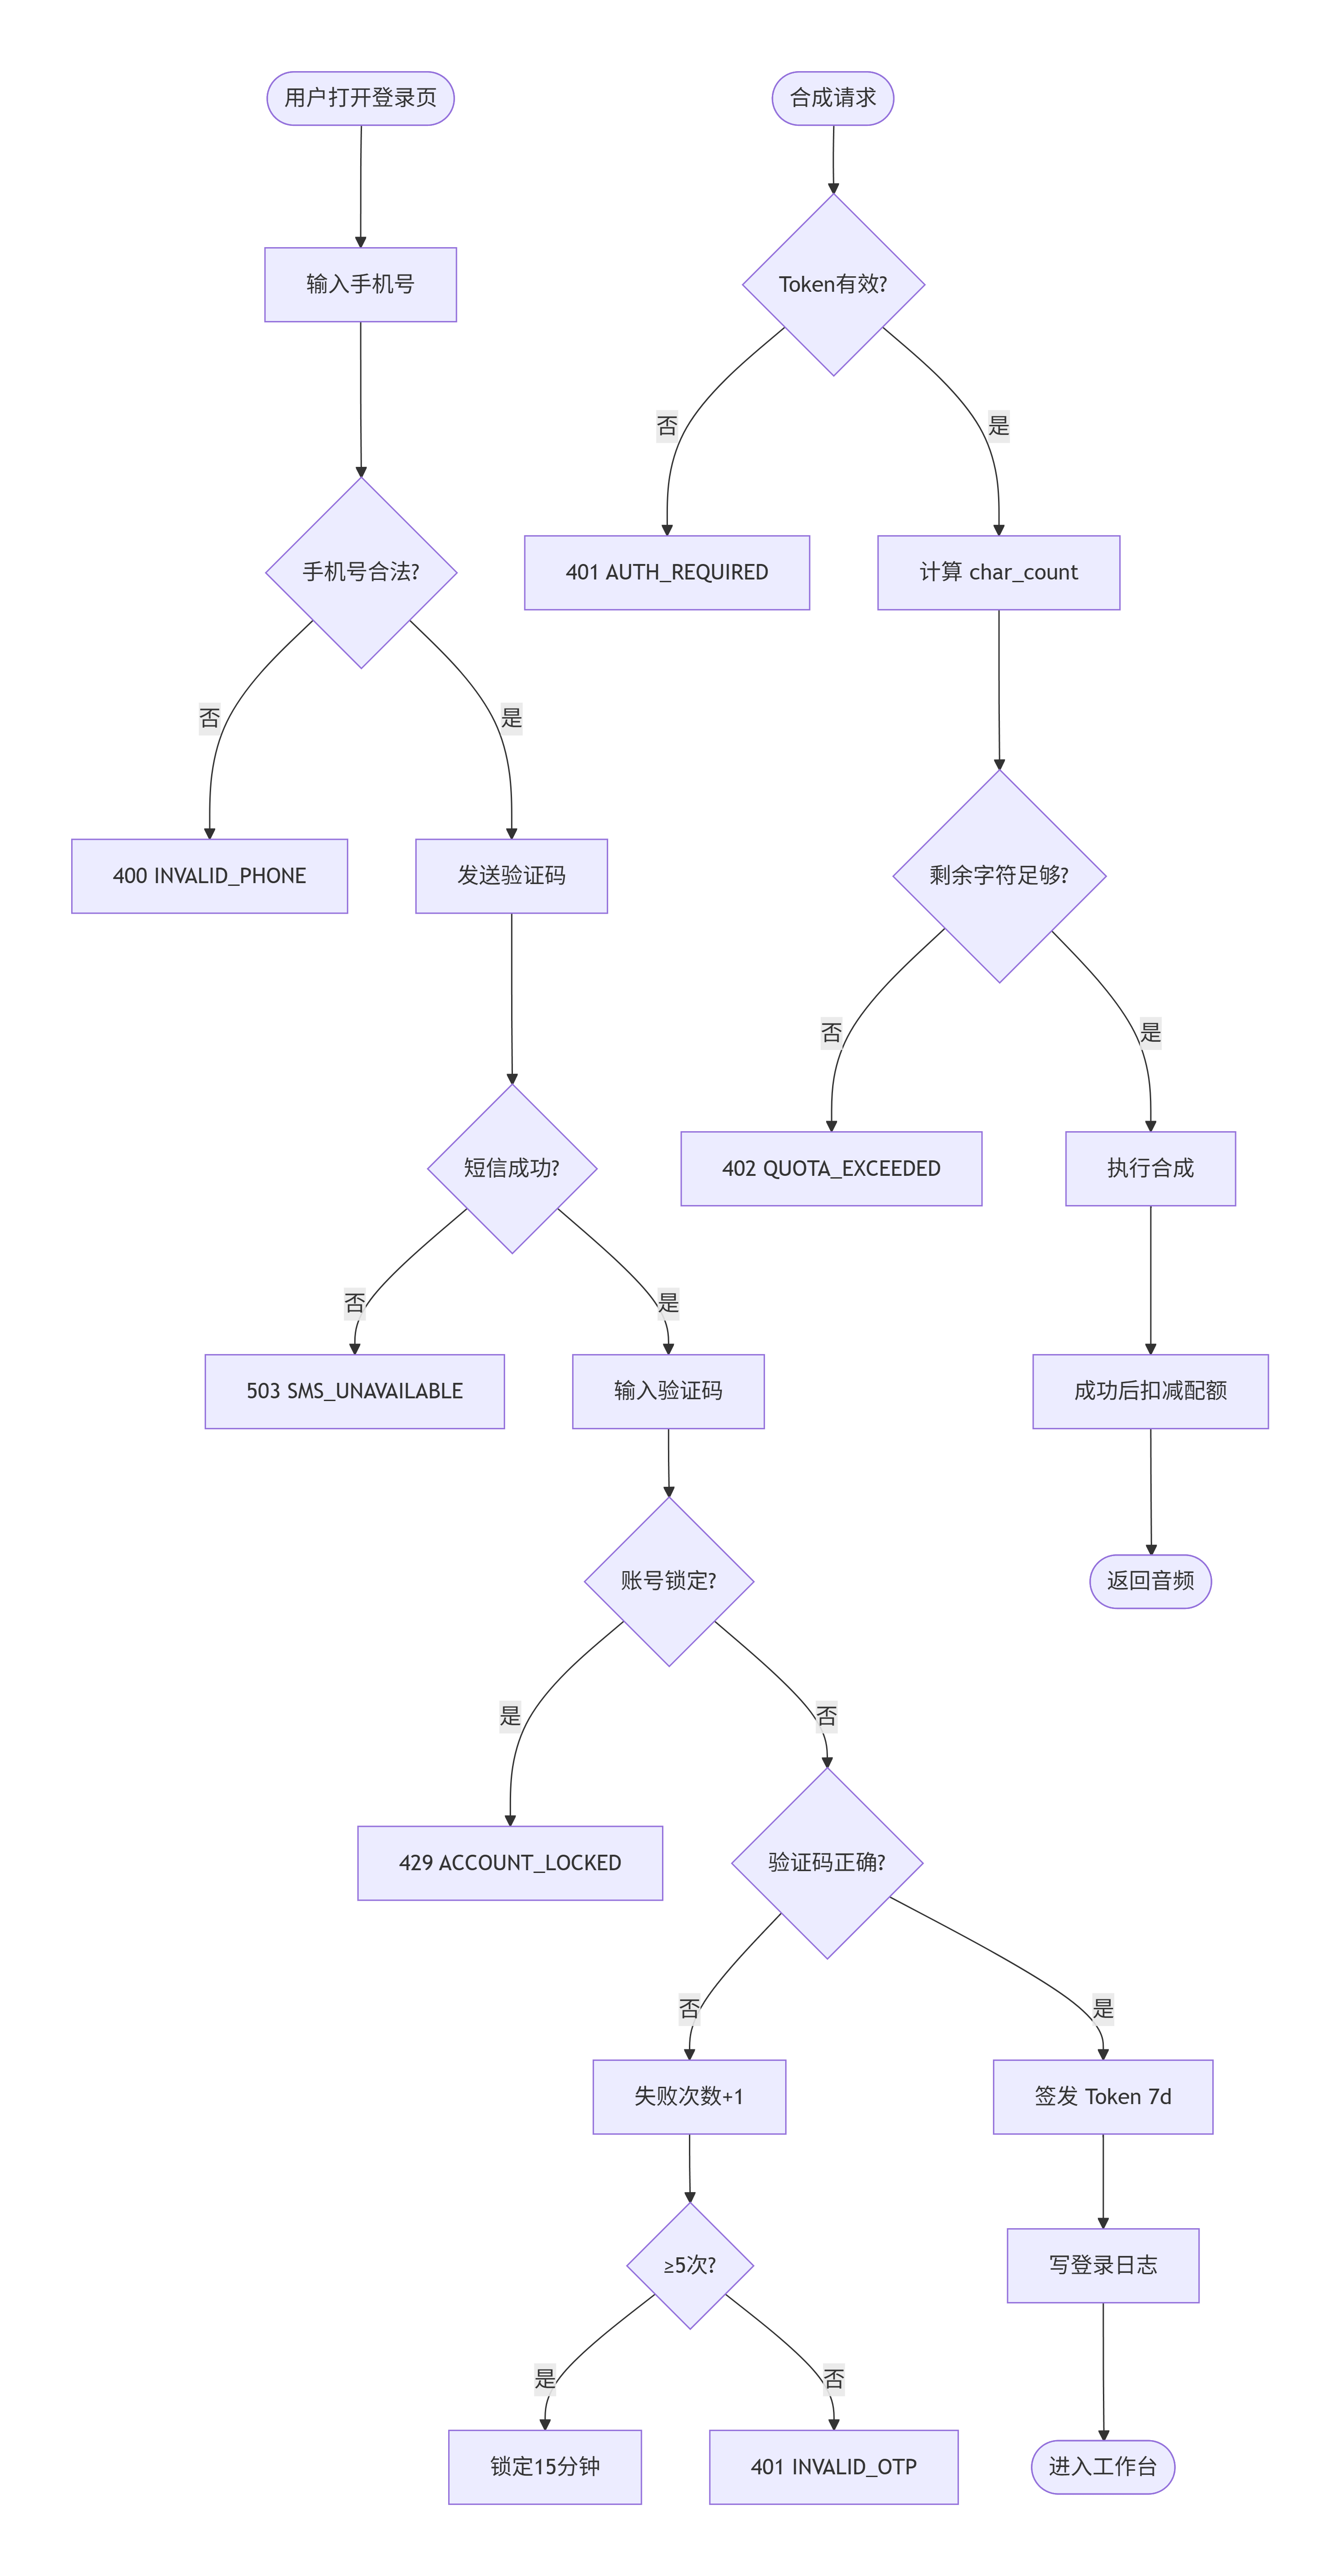 用户打开登录页
合成请求
输入手机号
Token有效?
否
是
手机号合法?
401 AUTH_REQUIRED
计算 char_count
否
是
400 INVALID_PHONE
发送验证码
剩余字符足够?
否
是
短信成功?
402 QUOTA_EXCEEDED
执行合成
否
是
503 SMS_UNAVAILABLE
输入验证码
成功后扣减配额
账号锁定?
返回音频
是
否
429 ACCOUNT_LOCKED
验证码正确?
否
是
失败次数+1
签发 Token 7d
≥5次?
写登录日志
是
否
锁定15分钟
401 INVALID_OTP
进入工作台